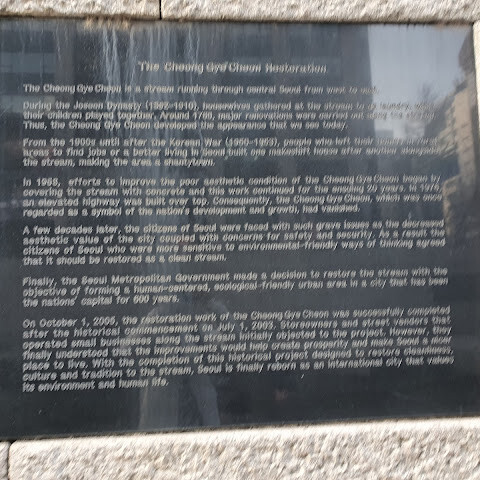 The Cheong Gye Cheon Restoration
The Cheong Gye Cheon is a stream running through central Seoul from west to east.
During the Joseon Dynasty (1392-1910), housewives gathered at the stream to do laundry, while
their children played together. Around 1760, major renovations were carried out along the stream.
Thus, the Cheong Gye Cheon developed the appearance that we see today.
From the 1900s until after the Korean War (1950-1953), people who left their
areas to find jobs or a better living in Seoul built one makeshift house after another alongside
the stream, making the area a shantytown.
In 1958, efforts to improve the poor aesthetic condition of the Cheong Gye Cheon began by
covering the stream with concrete and this work continued for the ensuing 20 years. In 1976,
an elevated highway was built over top. Consequently, the Cheong Gye Cheon, which was once
regarded as a symbol of the nation's development and growth, had vanished.
A few decades later, the citizens of Seoul were faced with such grave issues as the decreased
aesthetic value of the city coupled with concerns for safety and security. As a result the
citizens of Seoul who were more sensitive to environmental-friendly ways of thinking agreed
that it should be restored as a clean stream.
Finally, the Seoul Metropolitan Government made a decision to restore the stream with the
objective of forming a human-centered, ecological-friendly urban area in a city that has been
the nations' capital for 600 years.
On October 1, 2005, the restoration work of the Cheong Gye Cheon was successfully completed
after the historical commencement on July 1, 2003. Storeowners and street vendors that
operated small businesses along the stream initially objected to the project. However, they
finally understood that the improvements would help create prosperity and make Seoul a nicer
place to live. With the completion of this historical project designed to restore cleanliness,
culture and tradition to the stream, Seoul is finally reborn as an international city that values
its environment and human life.